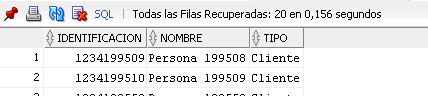 SQL | Todas las Filas Recuperadas: 20 en 0,156 segundos
IDENTIFICACION NOMBRE TIPO
1 1234199509 Persona 199508 Cliente
2 1234199510 Persona 199509 Cliente